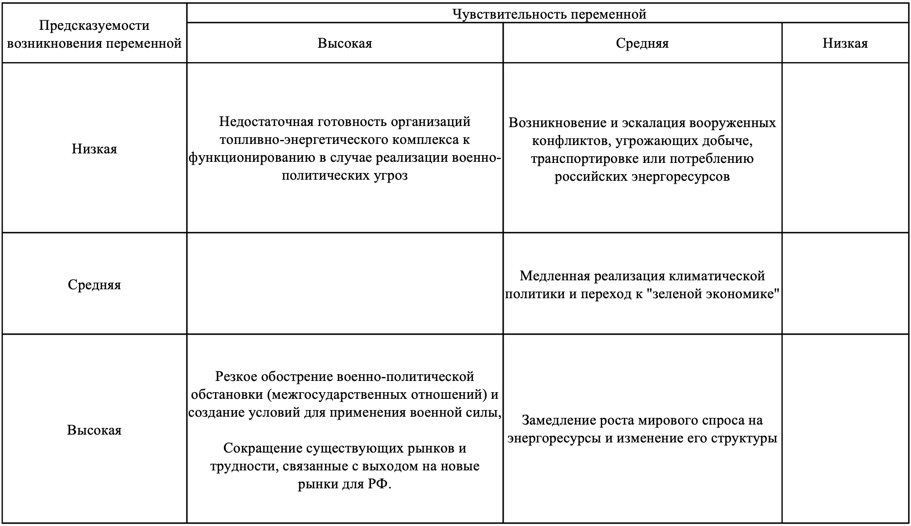 Предсказуемости
возникновения переменной
Чувствительность переменной
Высокая
Средняя
Низкая
Низкая
Недостаточная готовность организаций
топливно-энергетического комплекса к
функционированию в случае реализации военно-
политических угроз
Возникновение и эскалация вооруженных
конфликтов, угрожающих добыче,
транспортировке или потреблению
российских энергоресурсов
Средняя
Медленная реализация климатической
политики и переход к "зеленой экономике"
Высокая
Резкое обострение военно-политической
обстановки (межгосударственных отношений) и
создание условий для применения военной силы,
Сокращение существующих рынков и
трудности, связанные с выходом на новые
рынки для РФ.
Замедление роста мирового спроса на
энергоресурсы и изменение его структуры